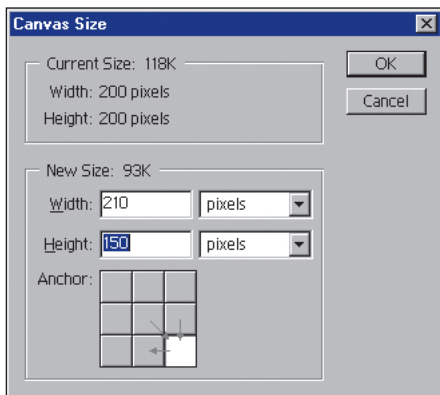 Canvas Size
Current Size: 118K
OK
Width: 200 pixels
Cancel
Height: 200 pixels
New Size: 93K
Width: 210 pixels
Height: 150 pixels
Anchor: